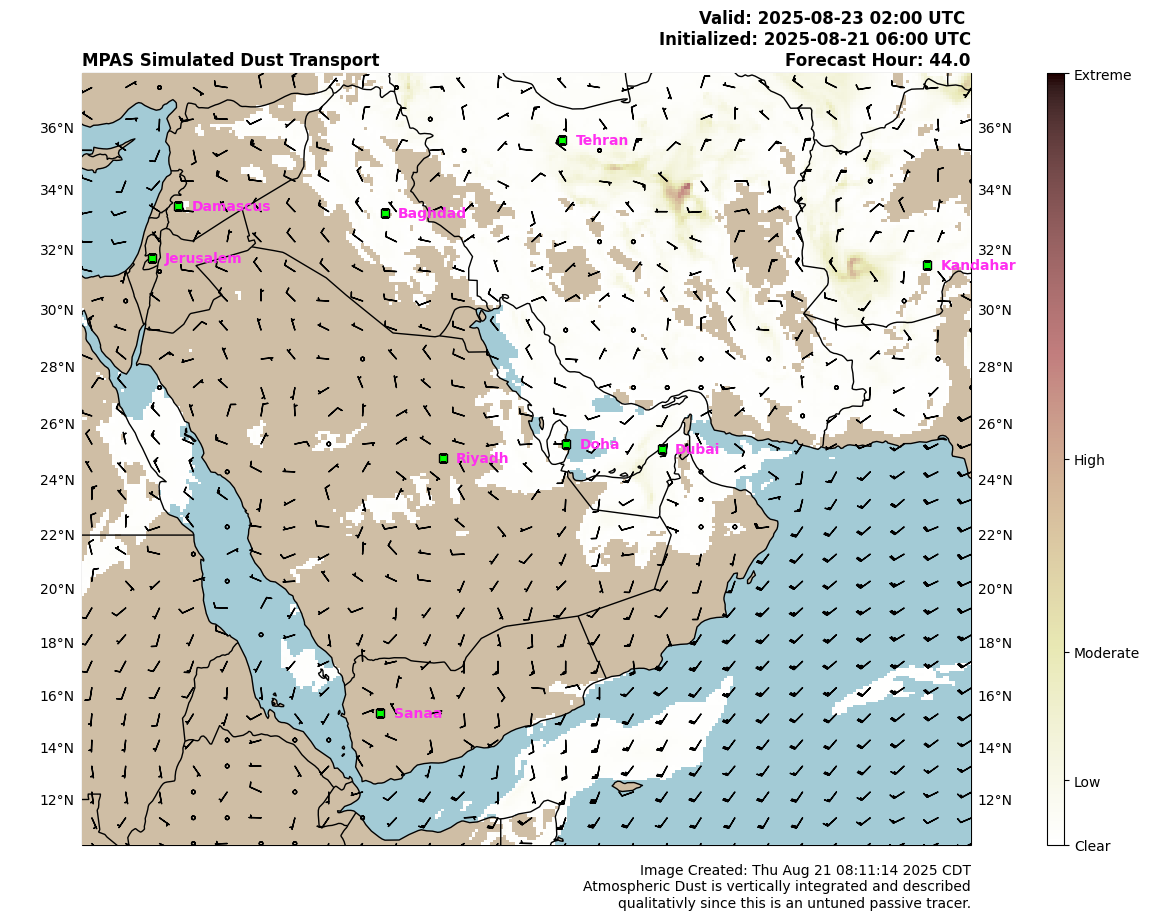 Valid: 2025-08-23 02:00 UTC
Initialized: 2025-08-21 06:00 UTC
MPAS Simulated Dust Transport Forecast Hour: 44.0
Extreme
36°N 36°N
Tehran
34°N 34°N
Damascus
Baghdad
32°N 32°N
Jerusalem
Kandahar
30°N 30°N
28°N 28°N
26°N 26°N
Doha
Dubai
Riyadh
High
24°N 24°N
22°N 22°N
20°N 20°N
18°N 18°N
Moderate
16°N 16°N
Sanaa
14°N 14°N
Low
12°N 12°N
Clear
Image Created: Thu Aug 21 08:11:14 2025 CDT
Atmospheric Dust is vertically integrated and described
qualitativly since this is an untuned passive tracer.